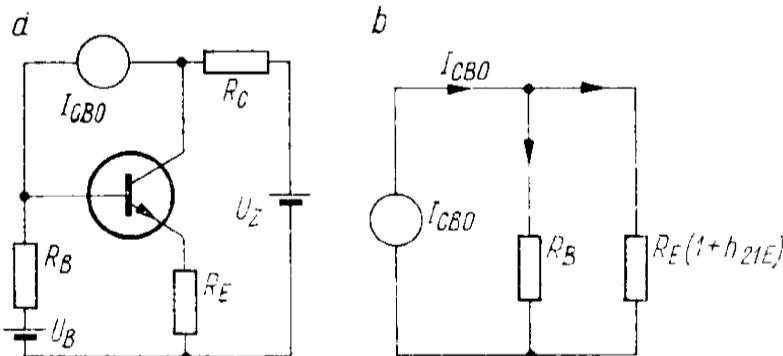 a
I_CBO
R_C
U_Z
R_B
R_E
U_B
b
I_CBO
I_CBO
R_B
R_E(1+h_21E)